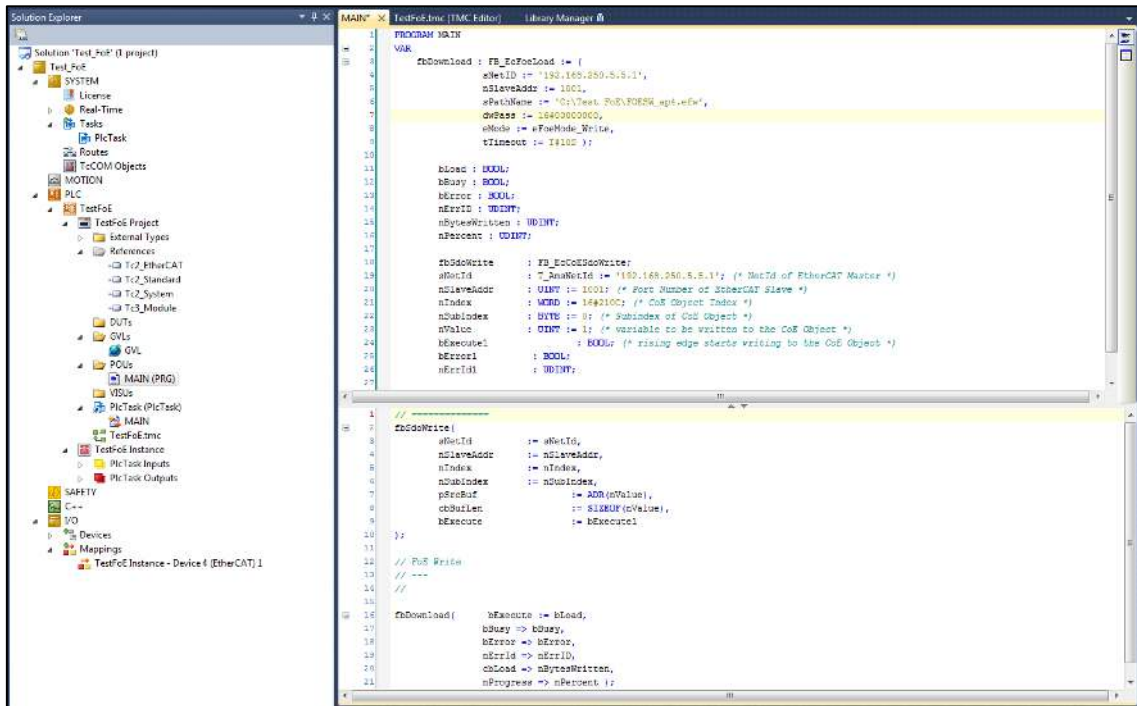 Solution Explorer
Solution 'Test_FoE' (1 project)
Test_FoE
SYSTEM
License
Real-Time
Tasks
PlcTask
Routes
TcCOM Objects
MOTION
PLC
TestFoE
TestFoE Project
External Types
References
Tc2_EtherCAT
Tc2_Standard
Tc2_System
Tc3_Module
DUTs
GVLs
GVL
POUs
MAIN (PRG)
VISUs
PlcTask (PlcTask)
MAIN
TestFoE.tmc
TestFoE Instance
PlcTask Inputs
PlcTask Outputs
SAFETY
C++
I/O
Devices
Mappings
TestFoE Instance - Device 4 (EtherCAT) 1
MAIN* TestFoE.tmc [TMC Editor] Library Manager
1 PROGRAM MAIN
2 VAR
3 fbDownload : FB_EcFoeLoad := (
4 sNetID := '192.168.250.5.5.1',
5 nSlaveAddr := 1001,
6 sPathName := 'C:\Test FoE\FOESW_ap4.efw',
7 dwPass := 16#00000000,
8 eMode := eFoeMode_Write,
9 tTimeout := T#10S );
10
11 bLoad : BOOL;
12 bBusy : BOOL;
13 bError : BOOL;
14 nErrID : UDINT;
15 nBytesWritten : UDINT;
16 nPercent : UDINT;
17
18 fbSdoWrite : FB_EcCoESdoWrite;
19 sNetId : T_AmsNetId := '192.168.250.5.5.1'; (* NetId of EtherCAT Master *)
20 nSlaveAddr : UINT := 1001; (* Port Number of EtherCAT Slave *)
21 nIndex : WORD := 16#210C; (* CoE Object Index *)
22 nSubIndex : BYTE := 0; (* Subindex of CoE Object *)
23 nValue : UINT := 1; (* variable to be written to the CoE Object *)
24 bExecute1 : BOOL; (* rising edge starts writing to the CoE Object *)
25 bError1 : BOOL;
26 nErrId1 : UDINT;
27
1 // ==============
2 fbSdoWrite(
3 sNetId := sNetId,
4 nSlaveAddr := nSlaveAddr,
5 nIndex := nIndex,
6 nSubIndex := nSubIndex,
7 pSrcBuf := ADR(nValue),
8 cbBufLen := SIZEOF(nValue),
9 bExecute := bExecute1
10 );
11
12 // FoE Write
13 // ---
14 //
15
16 fbDownload( bExecute := bLoad,
17 bBusy => bBusy,
18 bError => bError,
19 nErrId => nErrID,
20 cbLoad => nBytesWritten,
21 nProgress => nPercent );